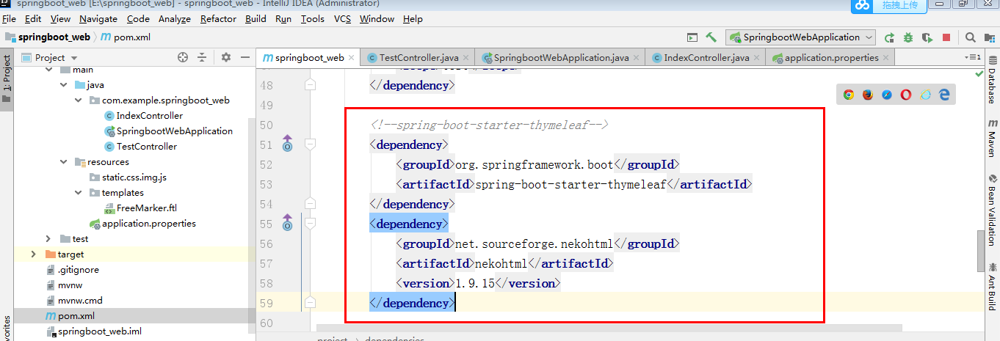 springboot_web [E:\springboot_web] - springboot_web - IntelliJ IDEA (Administrator)
拖拽上传
File Edit View Navigate Code Analyze Refactor Build Run Tools VCS Window Help
springboot_web pom.xml
SpringbootWebApplication
1: Project
Project
springboot_web
TestController.java
SpringbootWebApplication.java
IndexController.java
application.properties
1
main
java
com.example.springboot_web
IndexController
SpringbootWebApplication
TestController
resources
static.css.img.js
templates
FreeMarker.ftl
application.properties
test
target
.gitignore
mvnw
mvnw.cmd
pom.xml
springboot_web.iml
48 </dependency>
49
50 <!--spring-boot-starter-thymeleaf-->
51 <dependency>
52 <groupId>org.springframework.boot</groupId>
53 <artifactId>spring-boot-starter-thymeleaf</artifactId>
54 </dependency>
55 <dependency>
56 <groupId>net.sourceforge.nekohtml</groupId>
57 <artifactId>nekohtml</artifactId>
58 <version>1.9.15</version>
59 </dependency>
60
project > dependencies
Database
Maven
Bean Validation
Ant Build